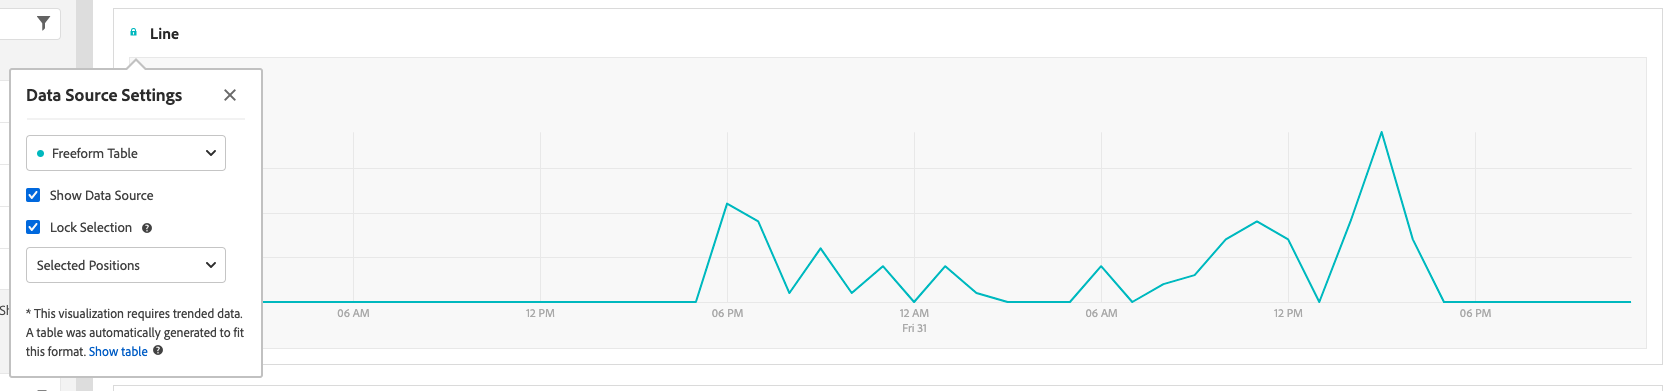 Line
Data Source Settings
Freeform Table
Show Data Source
Lock Selection
Selected Positions
* This visualization requires trended data.
A table was automatically generated to fit
this format. Show table
06 AM
12 PM
06 PM
12 AM
Fri 31
06 AM
12 PM
06 PM